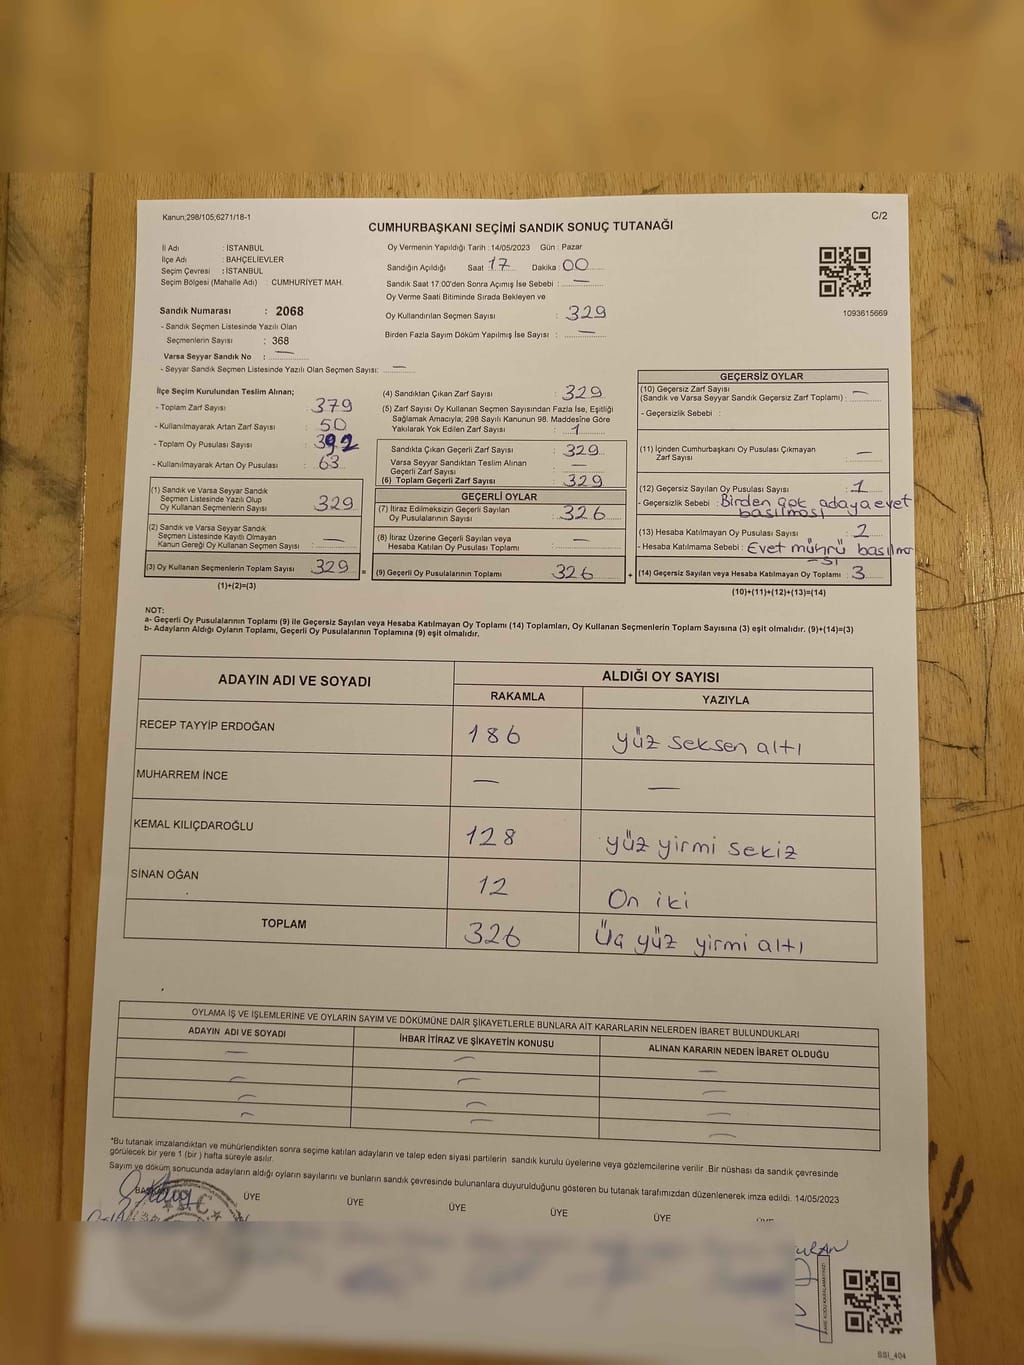 Kanun;298/105;6271/18-1
C/2
CUMHURBAŞKANI SEÇİMİ SANDIK SONUÇ TUTANAĞI
İl Adı : İSTANBUL
İlçe Adı : BAHÇELİEVLER
Seçim Çevresi : İSTANBUL
Seçim Bölgesi (Mahalle Adı) : CUMHURİYET MAH.
Sandık Numarası : 2068
- Sandık Seçmen Listesinde Yazılı Olan
Seçmenlerin Sayısı : 368
Varsa Seyyar Sandık No : —
- Seyyar Sandık Seçmen Listesinde Yazılı Olan Seçmen Sayısı: —
Oy Vermenin Yapıldığı Tarih : 14/05/2023 Gün : Pazar
Sandığın Açıldığı Saat : 17 Dakika : 00
Sandık Saat 17:00'den Sonra Açımış İse Sebebi : —
Oy Verme Saati Bitiminde Sırada Bekleyen ve
Oy Kullandırılan Seçmen Sayısı : 329
Birden Fazla Sayım Döküm Yapılmış İse Sayısı : —
1093615669
İlçe Seçim Kurulundan Teslim Alınan;
- Toplam Zarf Sayısı : 379
- Kullanılmayarak Artan Zarf Sayısı : 50
- Toplam Oy Pusulası Sayısı : 392
- Kullanılmayarak Artan Oy Pusulası : 63
(1) Sandık ve Varsa Seyyar Sandık
Seçmen Listesinde Yazılı Olup
Oy Kullanan Seçmenlerin Sayısı : 329
(2) Sandık ve Varsa Seyyar Sandık
Seçmen Listesinde Kayıtlı Olmayan
Kanun Gereği Oy Kullanan Seçmen Sayısı : —
(3) Oy Kullanan Seçmenlerin Toplam Sayısı : 329
(1)+(2)=(3)
(4) Sandıktan Çıkan Zarf Sayısı : 329
(5) Zarf Sayısı Oy Kullanan Seçmen Sayısından Fazla İse, Eşitliği
Sağlamak Amacıyla; 298 Sayılı Kanunun 98. Maddesine Göre
Yakılarak Yok Edilen Zarf Sayısı : 1
Sandıkta Çıkan Geçerli Zarf Sayısı : 329
Varsa Seyyar Sandıktan Teslim Alınan
Geçerli Zarf Sayısı : —
(6) Toplam Geçerli Zarf Sayısı : 329
GEÇERLİ OYLAR
(7) İtiraz Edilmeksizin Geçerli Sayılan
Oy Pusulalarının Sayısı : 326
(8) İtiraz Üzerine Geçerli Sayılan veya
Hesaba Katılan Oy Pusulası Toplamı : —
= (9) Geçerli Oy Pusulalarının Toplamı : 326
GEÇERSİZ OYLAR
(10) Geçersiz Zarf Sayısı
(Sandık ve Varsa Seyyar Sandık Geçersiz Zarf Toplamı) : —
- Geçersizlik Sebebi :
(11) İçinden Cumhurbaşkanı Oy Pusulası Çıkmayan
Zarf Sayısı : —
(12) Geçersiz Sayılan Oy Pusulası Sayısı : 1
- Geçersizlik Sebebi : Birden çok adaya evet
basılması
(13) Hesaba Katılmayan Oy Pusulası Sayısı : 2
- Hesaba Katılmama Sebebi : Evet mührü basılma
sı
+ (14) Geçersiz Sayılan veya Hesaba Katılmayan Oy Toplamı : 3
(10)+(11)+(12)+(13)=(14)
NOT:
a- Geçerli Oy Pusulalarının Toplamı (9) ile Geçersiz Sayılan veya Hesaba Katılmayan Oy Toplamı (14) Toplamları, Oy Kullanan Seçmenlerin Toplam Sayısına (3) eşit olmalıdır. (9)+(14)=(3)
b- Adayların Aldığı Oyların Toplamı, Geçerli Oy Pusulalarının Toplamına (9) eşit olmalıdır.
ADAYIN ADI VE SOYADI
ALDIĞI OY SAYISI
RAKAMLA YAZIYLA
RECEP TAYYİP ERDOĞAN 186 yüz seksen altı
MUHARREM İNCE — —
KEMAL KILIÇDAROĞLU 128 yüz yirmi sekiz
SİNAN OĞAN 12 On iki
TOPLAM 326 Üç yüz yirmi altı
OYLAMA İŞ VE İŞLEMLERİNE VE OYLARIN SAYIM VE DÖKÜMÜNE DAİR ŞİKAYETLERLE BUNLARA AİT KARARLARIN NELERDEN İBARET BULUNDUKLARI
ADAYIN ADI VE SOYADI İHBAR İTİRAZ VE ŞİKAYETİN KONUSU ALINAN KARARIN NEDEN İBARET OLDUĞU
— — —
— — —
— — —
— — —
*Bu tutanak imzalandıktan ve mühürlendikten sonra seçime katılan adayların ve talep eden siyasi partilerin sandık kurulu üyelerine veya gözlemcilerine verilir .Bir nüshası da sandık çevresinde
görülecek bir yere 1 (bir ) hafta süreyle asılır.
Sayım ve döküm sonucunda adayların aldığı oyların sayılarını ve bunların sandık çevresinde bulunanlara duyurulduğunu gösteren bu tutanak tarafımızdan düzenlenerek imza edildi. 14/05/2023
BAŞKAN ÜYE ÜYE ÜYE ÜYE ÜYE ÜYE
T.C.
SSI_404